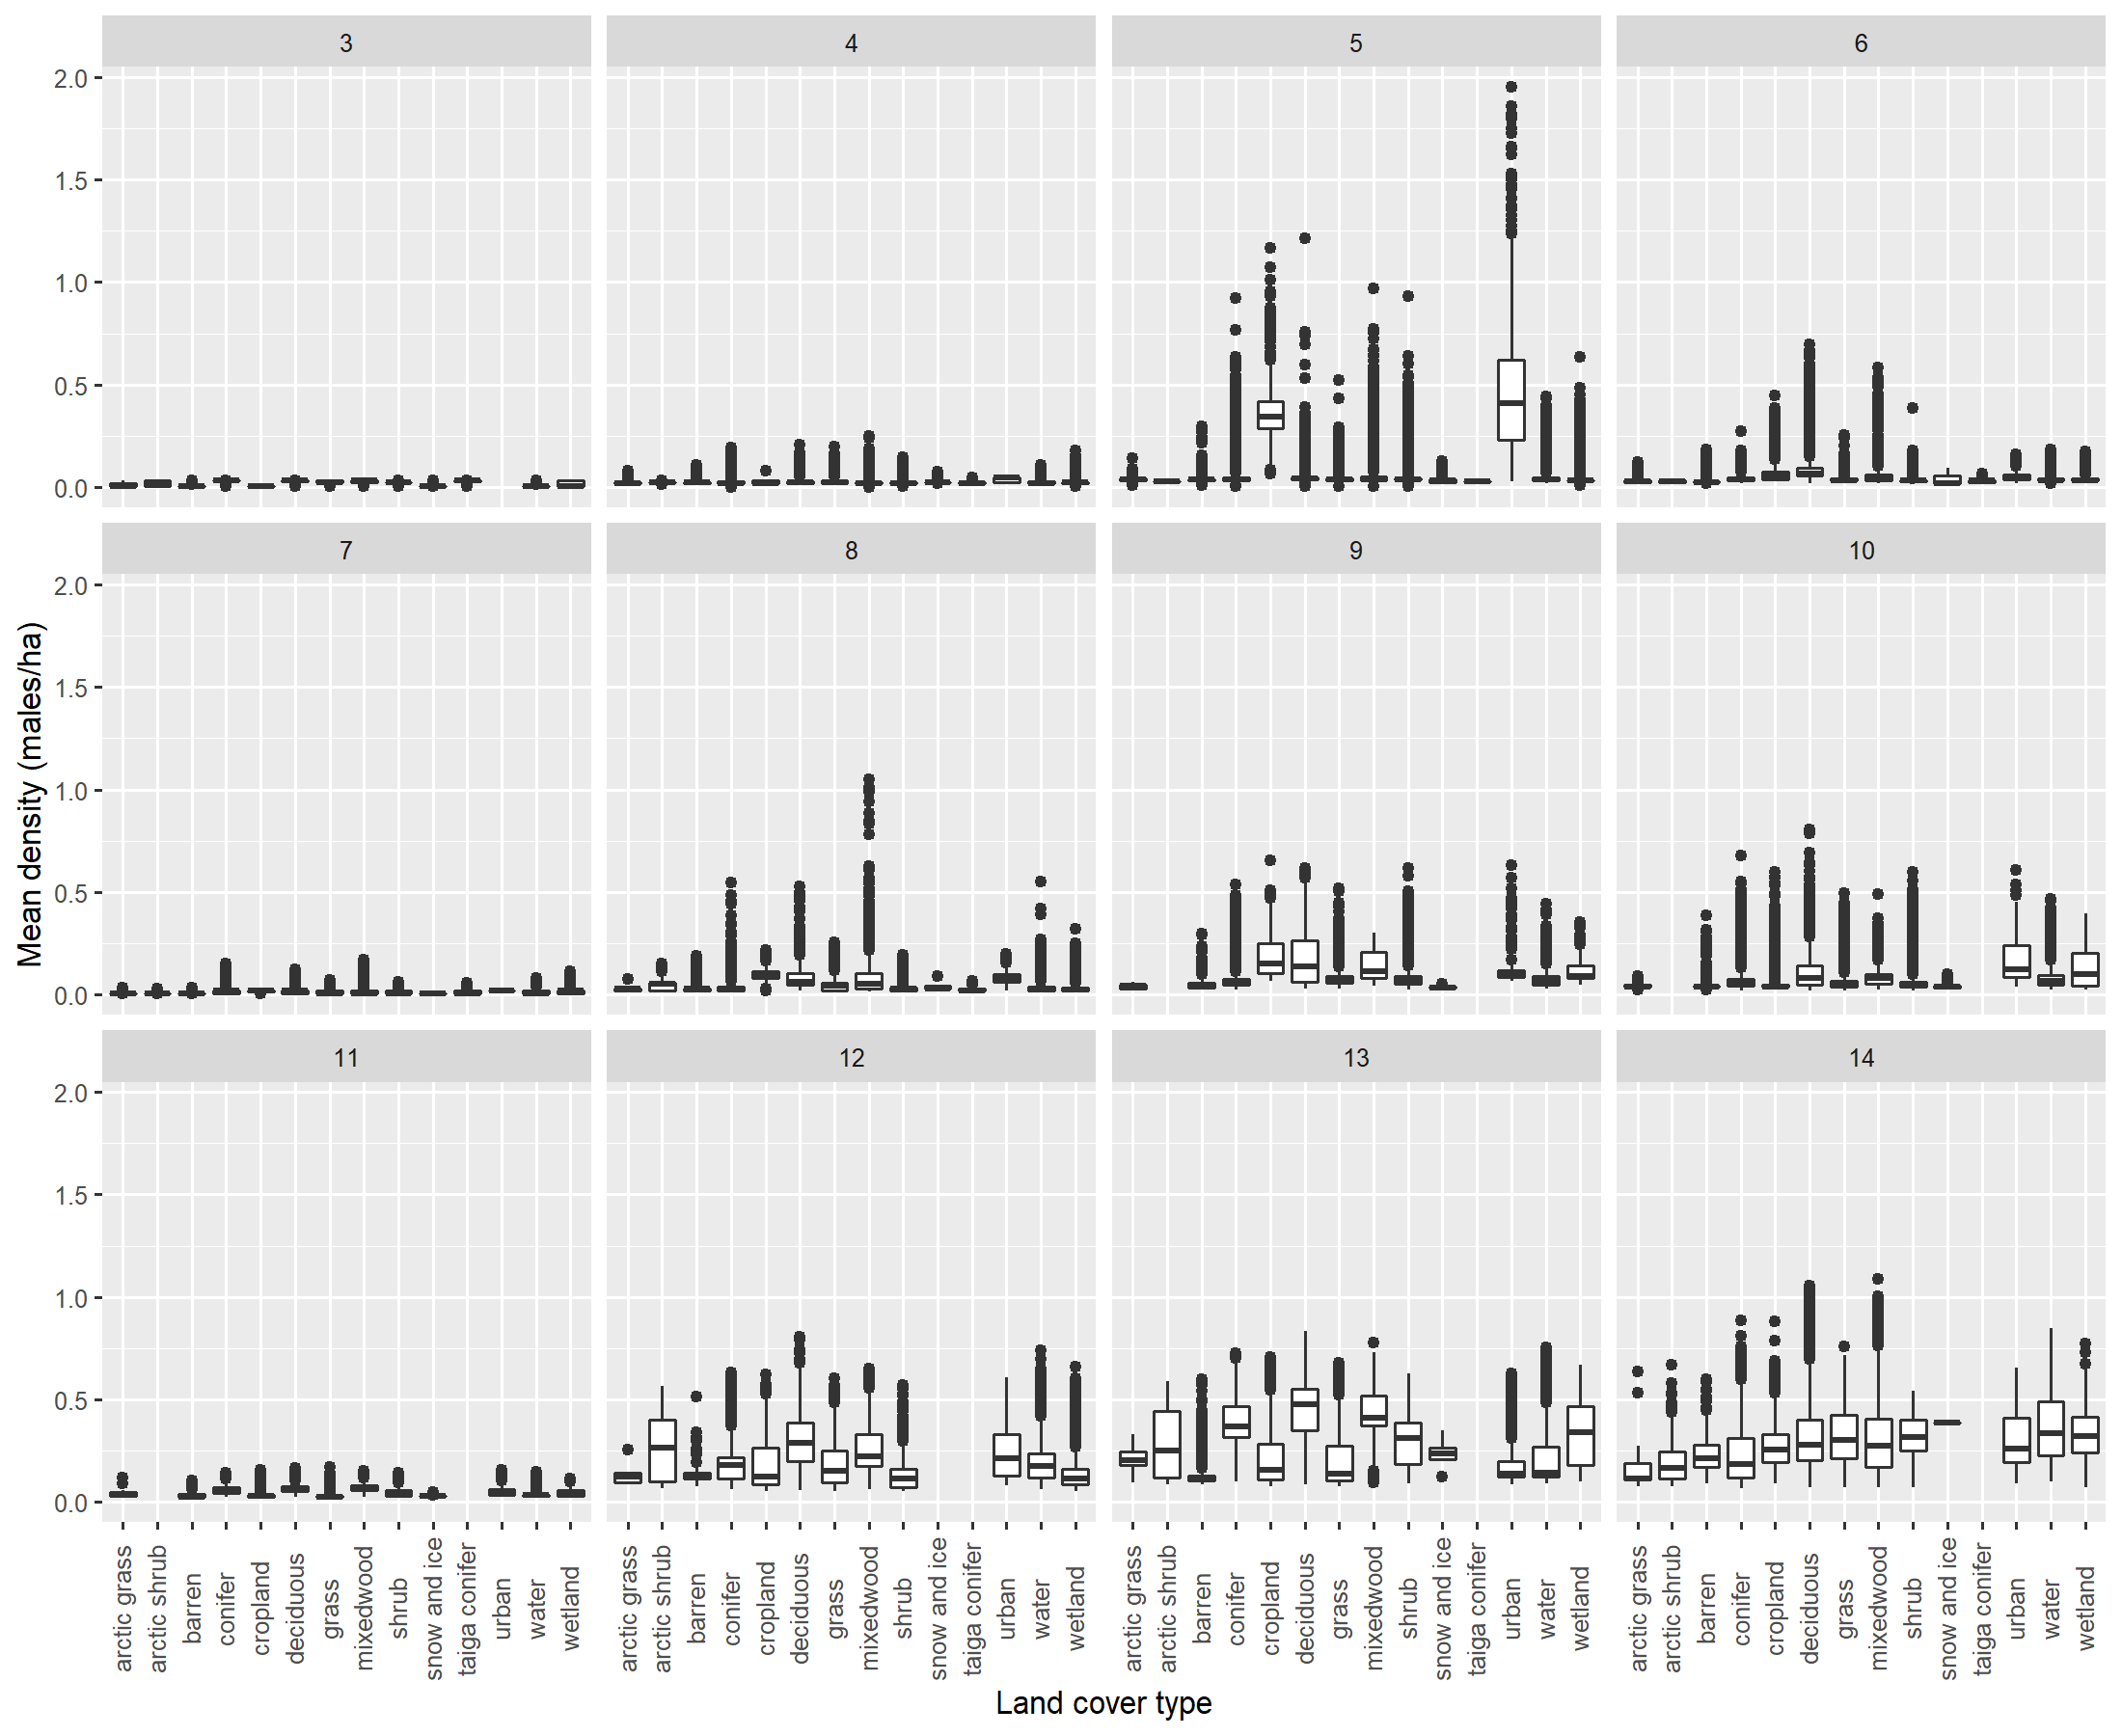 3 4 5 6
2.0
1.5
1.0
0.5
0.0
7 8 9 10
2.0
1.5
1.0
0.5
0.0
Mean density (males/ha)
11 12 13 14
2.0
1.5
1.0
0.5
0.0
arctic grass arctic shrub barren conifer cropland deciduous grass mixedwood shrub snow and ice taiga conifer urban water wetland
arctic grass arctic shrub barren conifer cropland deciduous grass mixedwood shrub snow and ice taiga conifer urban water wetland
arctic grass arctic shrub barren conifer cropland deciduous grass mixedwood shrub snow and ice taiga conifer urban water wetland
arctic grass arctic shrub barren conifer cropland deciduous grass mixedwood shrub snow and ice taiga conifer urban water wetland
Land cover type